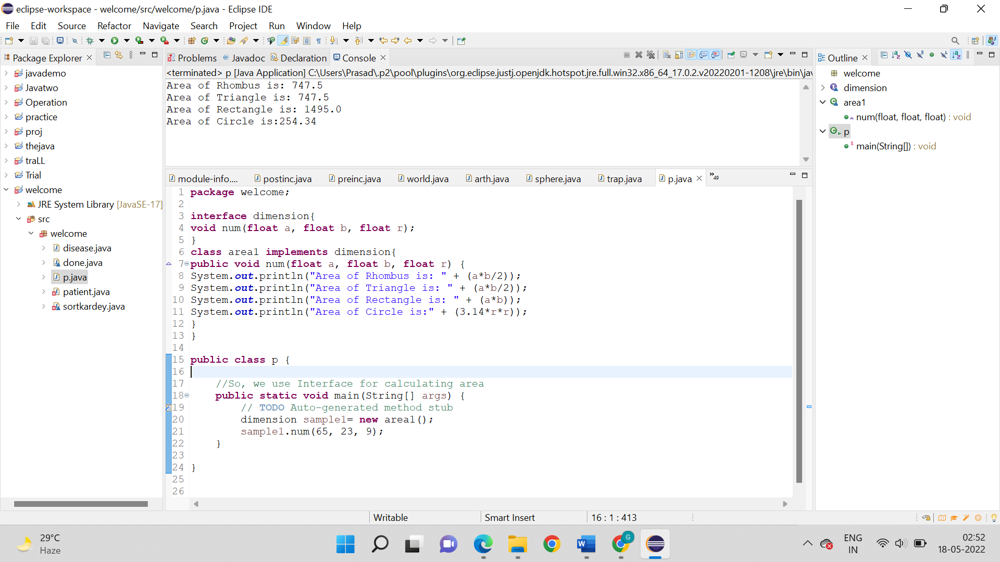 eclipse-workspace - welcome/src/welcome/p.java - Eclipse IDE
File Edit Source Refactor Navigate Search Project Run Window Help
Package Explorer
javademo
Javatwo
Operation
practice
proj
thejava
traLL
Trial
welcome
JRE System Library [JavaSE-17]
src
welcome
disease.java
done.java
p.java
patient.java
sortkardey.java
Problems @ Javadoc Declaration Console
<terminated> p [Java Application] C:\Users\Prasad\.p2\pool\plugins\org.eclipse.justj.openjdk.hotspot.jre.full.win32.x86_64_17.0.2.v20220201-1208\jre\bin\jav
Area of Rhombus is: 747.5
Area of Triangle is: 747.5
Area of Rectangle is: 1495.0
Area of Circle is:254.34
module-info.... postinc.java preinc.java world.java arth.java sphere.java trap.java p.java »49
1 package welcome;
2
3 interface dimension{
4 void num(float a, float b, float r);
5 }
6 class area1 implements dimension{
7 public void num(float a, float b, float r) {
8 System.out.println("Area of Rhombus is: " + (a*b/2));
9 System.out.println("Area of Triangle is: " + (a*b/2));
10 System.out.println("Area of Rectangle is: " + (a*b));
11 System.out.println("Area of Circle is:" + (3.14*r*r));
12 }
13 }
14
15 public class p {
16
17 //So, we use Interface for calculating area
18 public static void main(String[] args) {
19 // TODO Auto-generated method stub
20 dimension sample1= new area1();
21 sample1.num(65, 23, 9);
22 }
23
24 }
25
26
Outline
welcome
dimension
area1
num(float, float, float) : void
p
main(String[]) : void
Writable Smart Insert 16 : 1 : 413
29°C
Haze
ENG
IN
02:52
18-05-2022